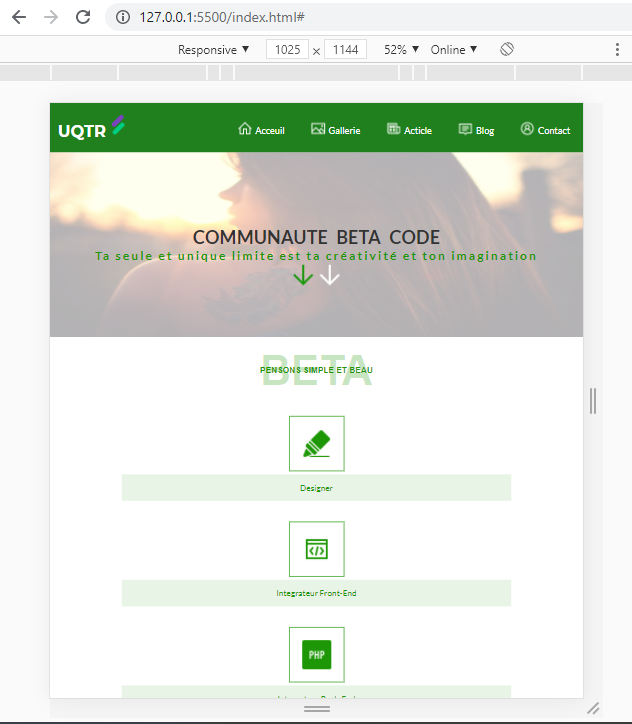 127.0.0.1:5500/index.html#
Responsive ▼ 1025 × 1144 52% ▼ Online ▼
UQTR Acceuil Gallerie Acticle Blog Contact
COMMUNAUTE BETA CODE
Ta seule et unique limite est ta créativité et ton imagination
BETA
PENSONS SIMPLE ET BEAU
Designer
Integrateur Front-End
PHP